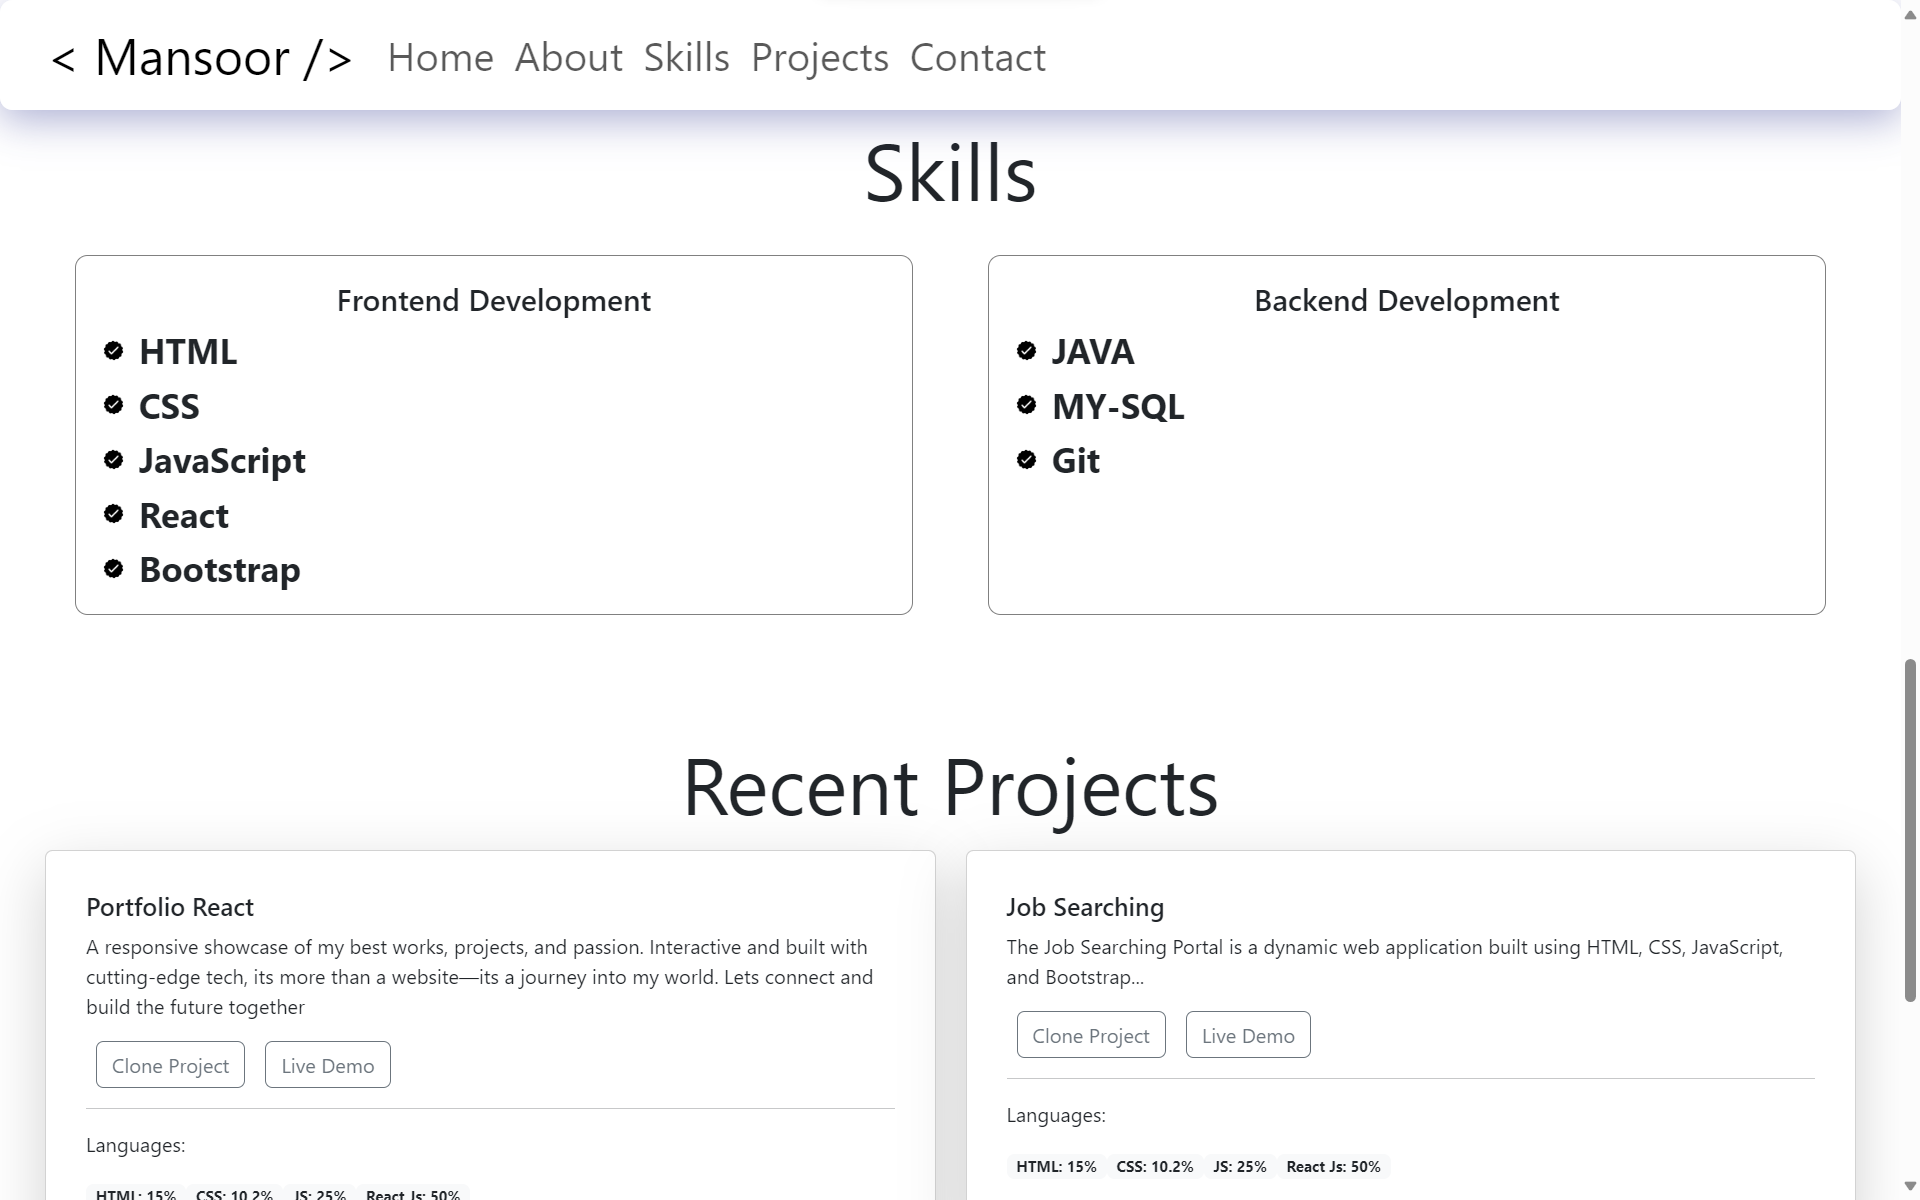 < Mansoor /> Home About Skills Projects Contact
Skills
Frontend Development
HTML
CSS
JavaScript
React
Bootstrap
Backend Development
JAVA
MY-SQL
Git
Recent Projects
Portfolio React
A responsive showcase of my best works, projects, and passion. Interactive and built with
cutting-edge tech, its more than a website—its a journey into my world. Lets connect and
build the future together
Clone Project Live Demo
Languages:
HTML: 15% CSS: 10.2% JS: 25% React Js: 50%
Job Searching
The Job Searching Portal is a dynamic web application built using HTML, CSS, JavaScript,
and Bootstrap...
Clone Project Live Demo
Languages:
HTML: 15% CSS: 10.2% JS: 25% React Js: 50%